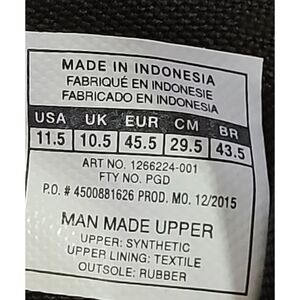 MADE IN INDONESIA
FABRIQUÉ EN INDONESIE
FABRICADO EN INDONESIA
USA UK EUR CM BR
11.5 10.5 45.5 29.5 43.5
ART NO. 1266224-001
FTY NO. PGD
P.O. # 4500881626 PROD. MO. 12/2015
MAN MADE UPPER
UPPER: SYNTHETIC
UPPER LINING: TEXTILE
OUTSOLE: RUBBER